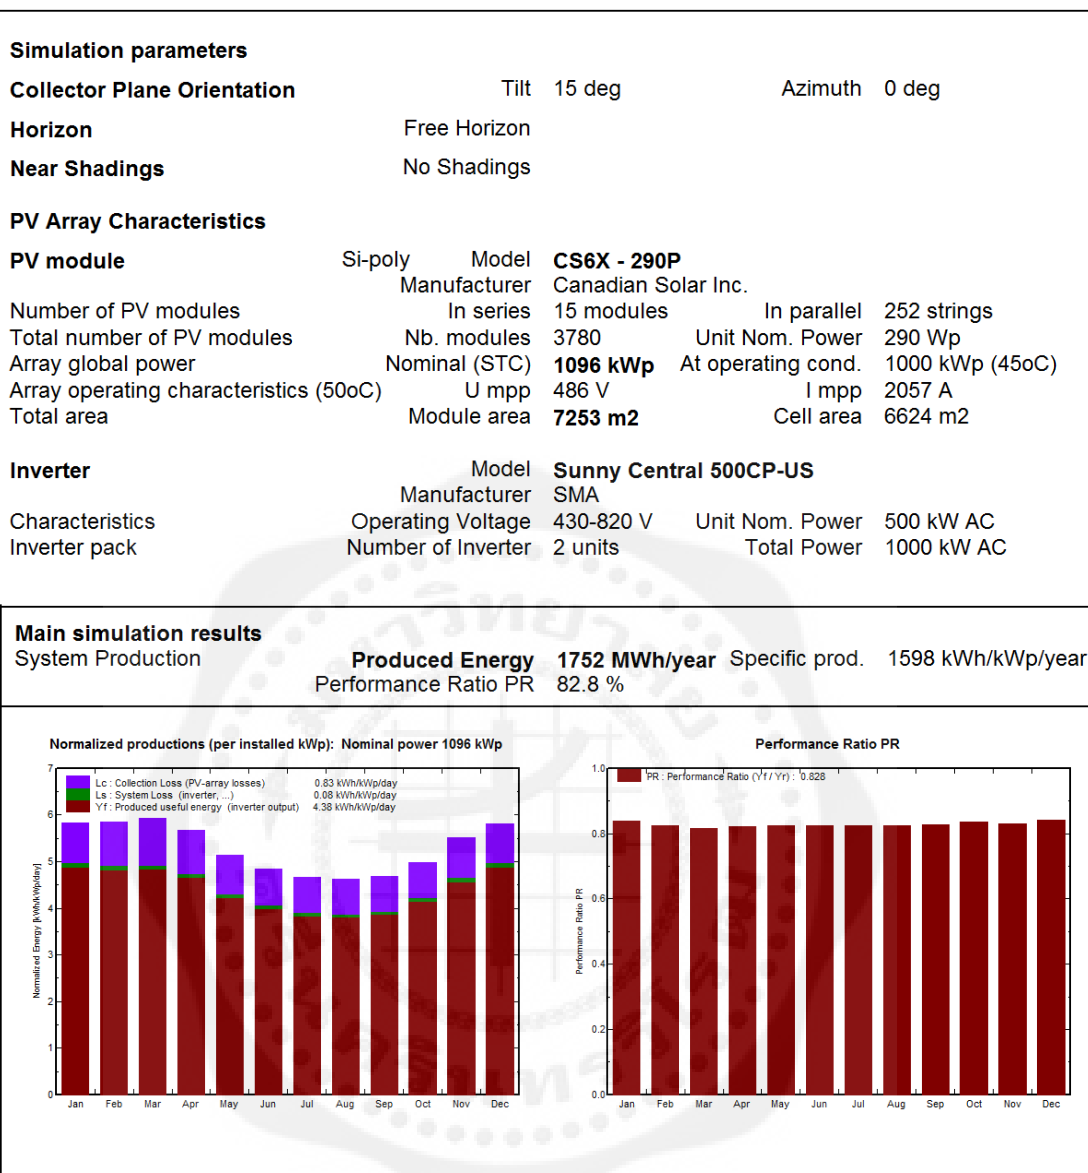 Simulation parameters
Collector Plane Orientation Tilt 15 deg Azimuth 0 deg
Horizon Free Horizon
Near Shadings No Shadings
PV Array Characteristics
PV module Si-poly Model CS6X - 290P
Manufacturer Canadian Solar Inc.
Number of PV modules In series 15 modules In parallel 252 strings
Total number of PV modules Nb. modules 3780 Unit Nom. Power 290 Wp
Array global power Nominal (STC) 1096 kWp At operating cond. 1000 kWp (45oC)
Array operating characteristics (50oC) U mpp 486 V I mpp 2057 A
Total area Module area 7253 m2 Cell area 6624 m2
Inverter Model Sunny Central 500CP-US
Manufacturer SMA
Characteristics Operating Voltage 430-820 V Unit Nom. Power 500 kW AC
Inverter pack Number of Inverter 2 units Total Power 1000 kW AC
Main simulation results
System Production Produced Energy 1752 MWh/year Specific prod. 1598 kWh/kWp/year
Performance Ratio PR 82.8 %
Normalized productions (per installed kWp): Nominal power 1096 kWp
Lc : Collection Loss (PV-array losses) 0.83 kWh/kWp/day
Ls : System Loss (inverter, ...) 0.08 kWh/kWp/day
Yf : Produced useful energy (inverter output) 4.38 kWh/kWp/day
Normalized Energy [kWh/kWp/day]
7
6
5
4
3
2
1
0
Jan Feb Mar Apr May Jun Jul Aug Sep Oct Nov Dec
Performance Ratio PR
PR : Performance Ratio (Yf / Yr) : 0.828
Performance Ratio PR
1.0
0.8
0.6
0.4
0.2
0.0
Jan Feb Mar Apr May Jun Jul Aug Sep Oct Nov Dec